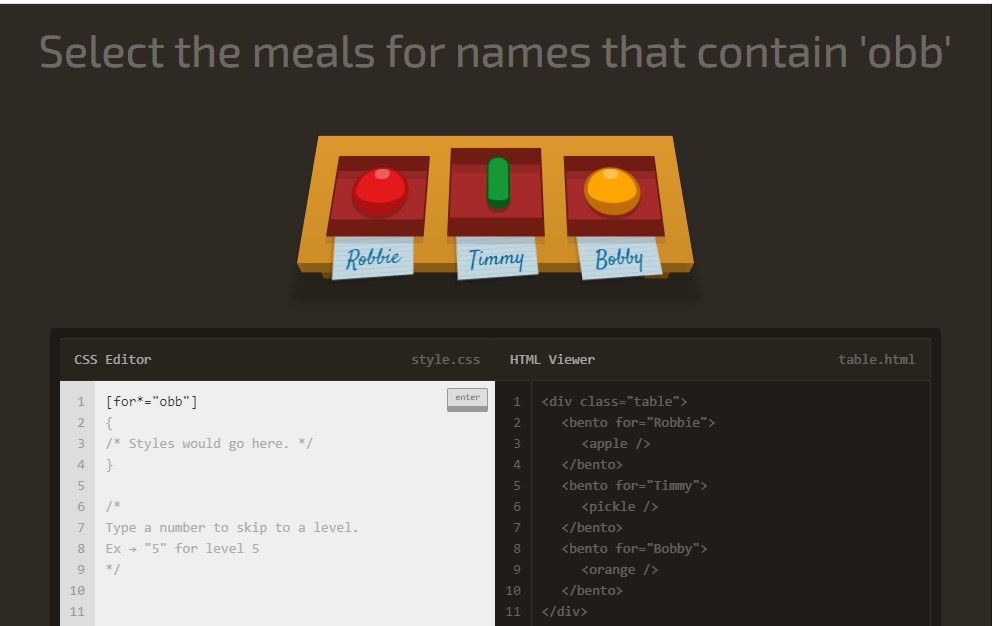 Select the meals for names that contain 'obb'
Robbie Timmy Bobby
CSS Editor style.css HTML Viewer table.html
enter
1 [for*="obb"]
2 {
3 /* Styles would go here. */
4 }
5
6 /*
7 Type a number to skip to a level.
8 Ex → "5" for level 5
9 */
10
11
1 <div class="table">
2 <bento for="Robbie">
3 <apple />
4 </bento>
5 <bento for="Timmy">
6 <pickle />
7 </bento>
8 <bento for="Bobby">
9 <orange />
10 </bento>
11 </div>